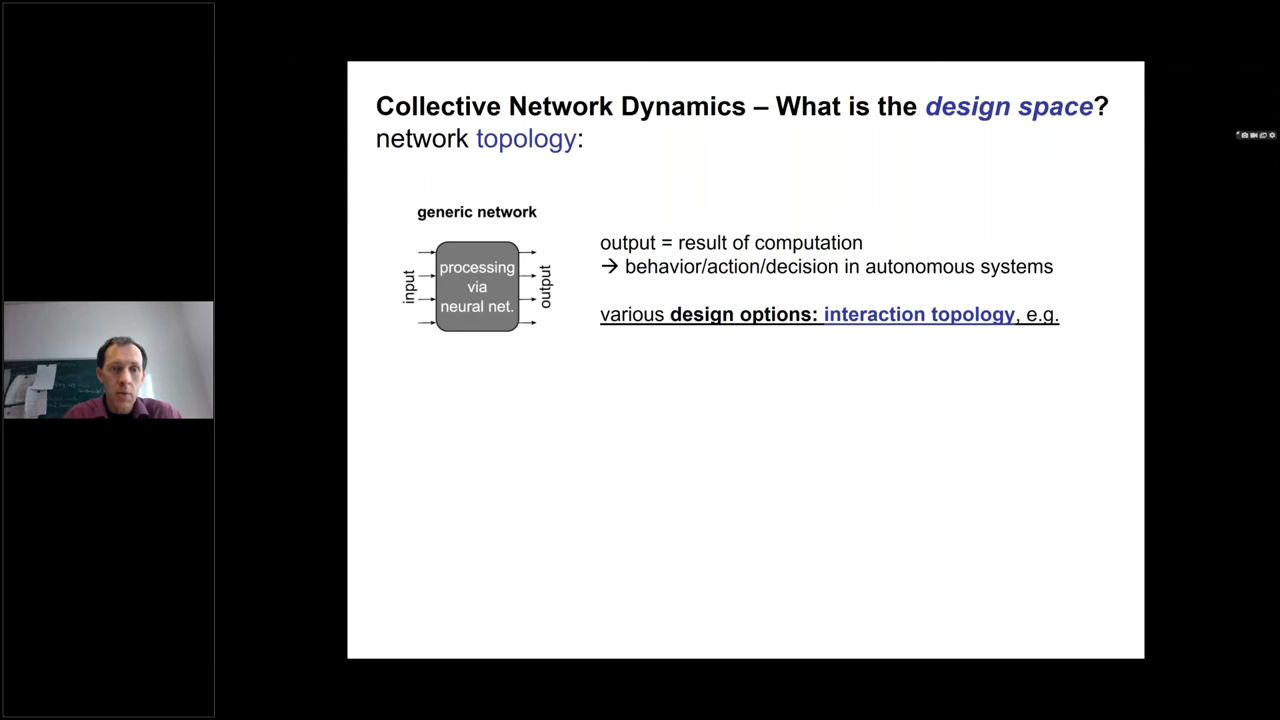 Collective Network Dynamics – What is the design space?
network topology:
generic network
input
processing
via
neural net.
output
output = result of computation
→ behavior/action/decision in autonomous systems
various design options: interaction topology, e.g.